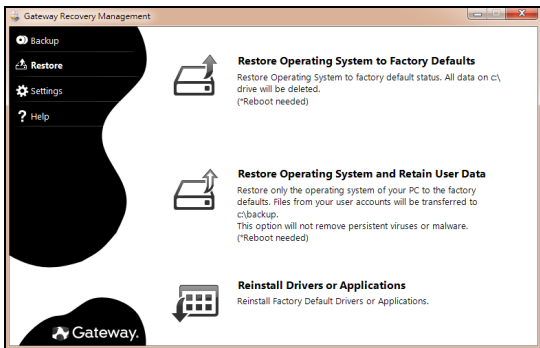 Gateway Recovery Management
Backup
Restore
Settings
? Help
Restore Operating System to Factory Defaults
Restore Operating System to factory default status. All data on c:\
drive will be deleted.
(*Reboot needed)
Restore Operating System and Retain User Data
Restore only the operating system of your PC to the factory
defaults. Files from your user accounts will be transferred to
c:\backup.
This option will not remove persistent viruses or malware.
(*Reboot needed)
Reinstall Drivers or Applications
Reinstall Factory Default Drivers or Applications.
Gateway.